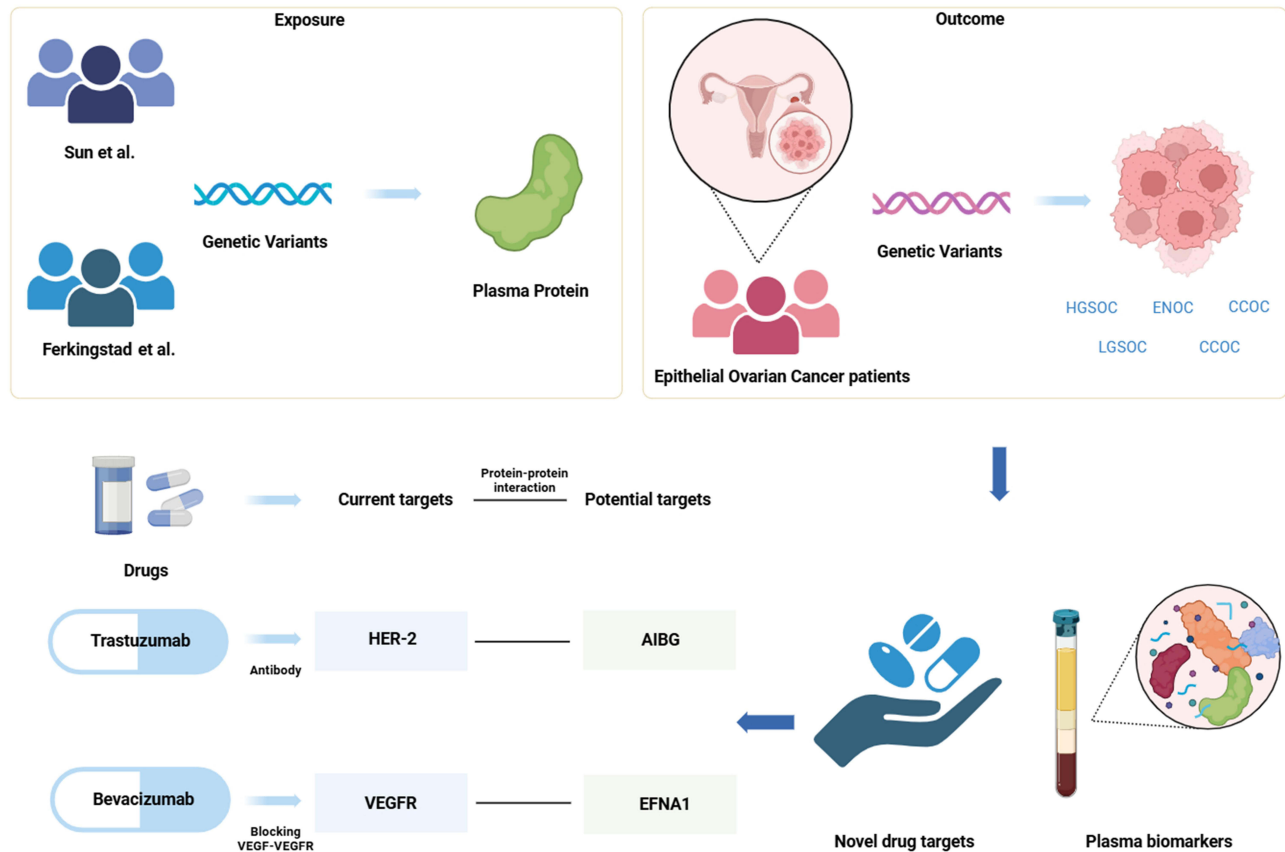 Exposure
Sun et al.
Ferkingstad et al.
Genetic Variants
Plasma Protein
Outcome
Epithelial Ovarian Cancer patients
Genetic Variants
HGSOC ENOC CCOC
LGSOC CCOC
Drugs
Current targets
Protein-protein
interaction
Potential targets
Trastuzumab
Antibody
HER-2
AIBG
Bevacizumab
Blocking
VEGF-VEGFR
VEGFR
EFNA1
Novel drug targets
Plasma biomarkers